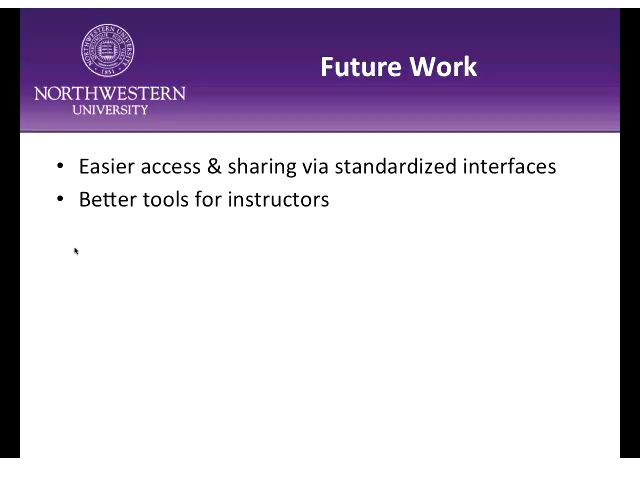 Future Work
NORTHWESTERN
UNIVERSITY
• Easier access & sharing via standardized interfaces
• Better tools for instructors